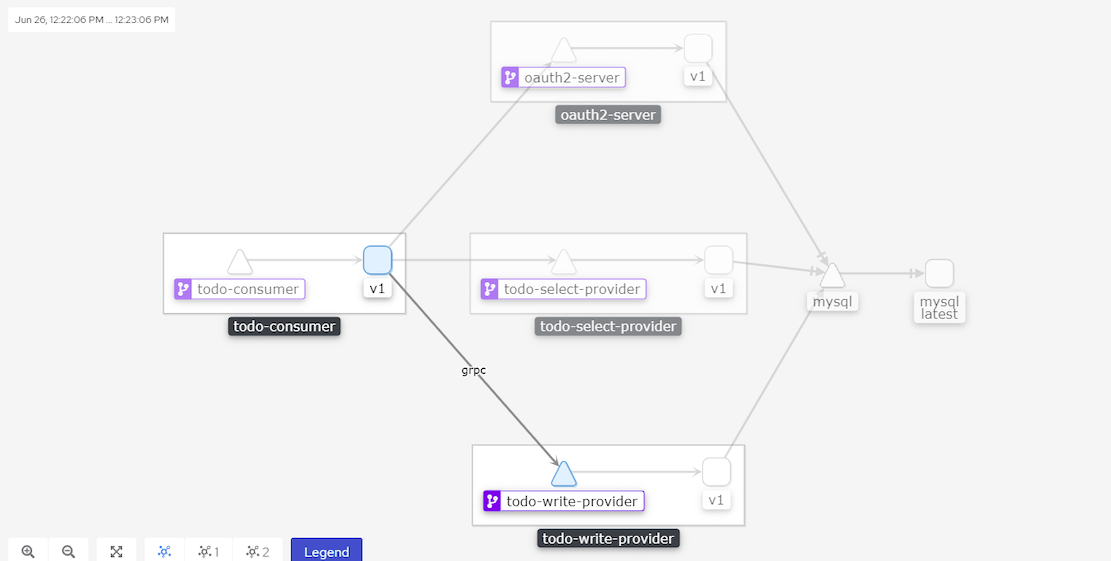 Jun 26, 12:22:06 PM ... 12:23:06 PM
oauth2-server
v1
oauth2-server
todo-consumer
v1
todo-consumer
todo-select-provider
v1
todo-select-provider
mysql
mysql
latest
grpc
todo-write-provider
v1
todo-write-provider
1
2
Legend